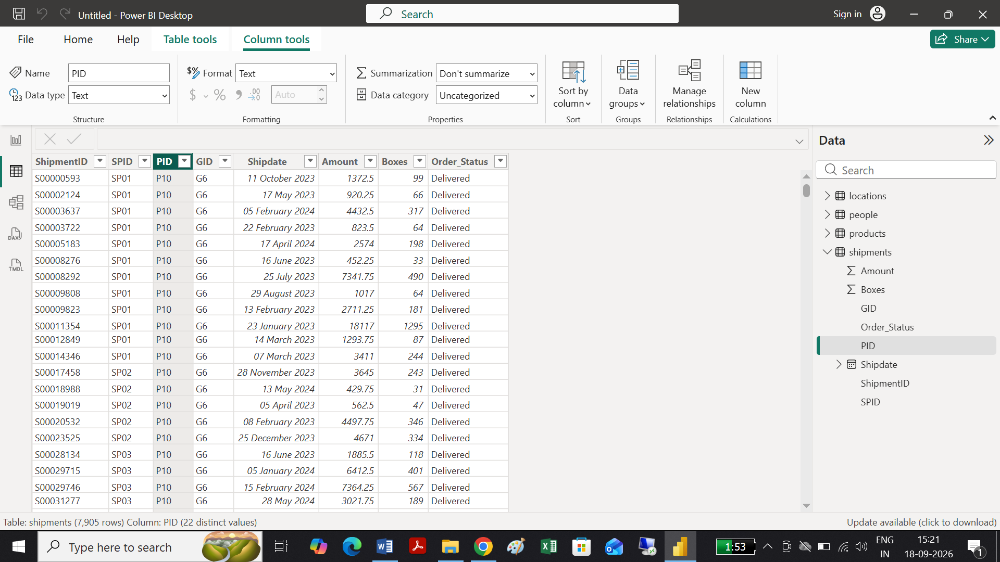 Untitled - Power BI Desktop
Search
Sign in
File Home Help Table tools Column tools
Share
Name PID
Data type Text
Structure
Format Text
$ % 9 .00 Auto
Formatting
Summarization Don't summarize
Data category Uncategorized
Properties
Sort by column
Sort
Data groups
Groups
Manage relationships
Relationships
New column
Calculations
ShipmentID SPID PID GID Shipdate Amount Boxes Order_Status
S00000593 SP01 P10 G6 11 October 2023 1372.5 99 Delivered
S00002124 SP01 P10 G6 17 May 2023 920.25 66 Delivered
S00003637 SP01 P10 G6 05 February 2024 4432.5 317 Delivered
S00003722 SP01 P10 G6 22 February 2023 823.5 64 Delivered
S00005183 SP01 P10 G6 17 April 2024 2574 198 Delivered
S00008276 SP01 P10 G6 16 June 2023 452.25 33 Delivered
S00008292 SP01 P10 G6 25 July 2023 7341.75 490 Delivered
S00009808 SP01 P10 G6 29 August 2023 1017 64 Delivered
S00009823 SP01 P10 G6 13 February 2023 2711.25 181 Delivered
S00011354 SP01 P10 G6 23 January 2023 18117 1295 Delivered
S00012849 SP01 P10 G6 14 March 2023 1293.75 87 Delivered
S00014346 SP01 P10 G6 07 March 2023 3411 244 Delivered
S00017458 SP02 P10 G6 28 November 2023 3645 243 Delivered
S00018988 SP02 P10 G6 13 May 2024 429.75 31 Delivered
S00019019 SP02 P10 G6 05 April 2023 562.5 47 Delivered
S00020532 SP02 P10 G6 08 February 2023 4497.75 346 Delivered
S00023525 SP02 P10 G6 25 December 2023 4671 334 Delivered
S00028134 SP03 P10 G6 16 June 2023 1885.5 118 Delivered
S00029715 SP03 P10 G6 05 January 2024 6412.5 401 Delivered
S00029746 SP03 P10 G6 15 February 2024 7364.25 567 Delivered
S00031277 SP03 P10 G6 28 May 2024 3021.75 189 Delivered
DAX
TMDL
Data
Search
locations
people
products
shipments
Amount
Boxes
GID
Order_Status
PID
Shipdate
ShipmentID
SPID
Table: shipments (7,905 rows) Column: PID (22 distinct values)
Update available (click to download)
Type here to search
1:53
ENG
IN
15:21
18-09-2026
1